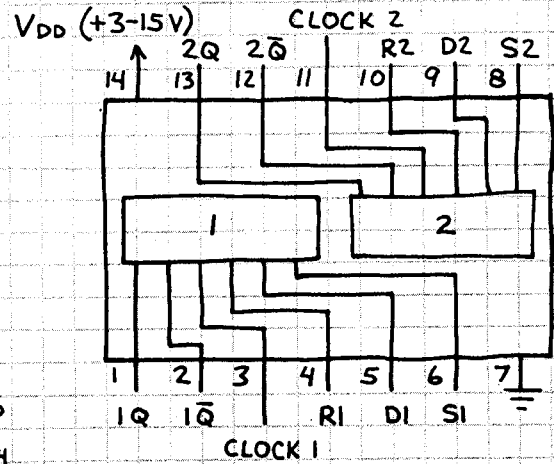 VDD (+3-15V) CLOCK 2
2Q 2Q̅ R2 D2 S2
14 13 12 11 10 9 8
1 2
1 2 3 4 5 6 7
1Q 1Q̅ R1 D1 S1
CLOCK 1